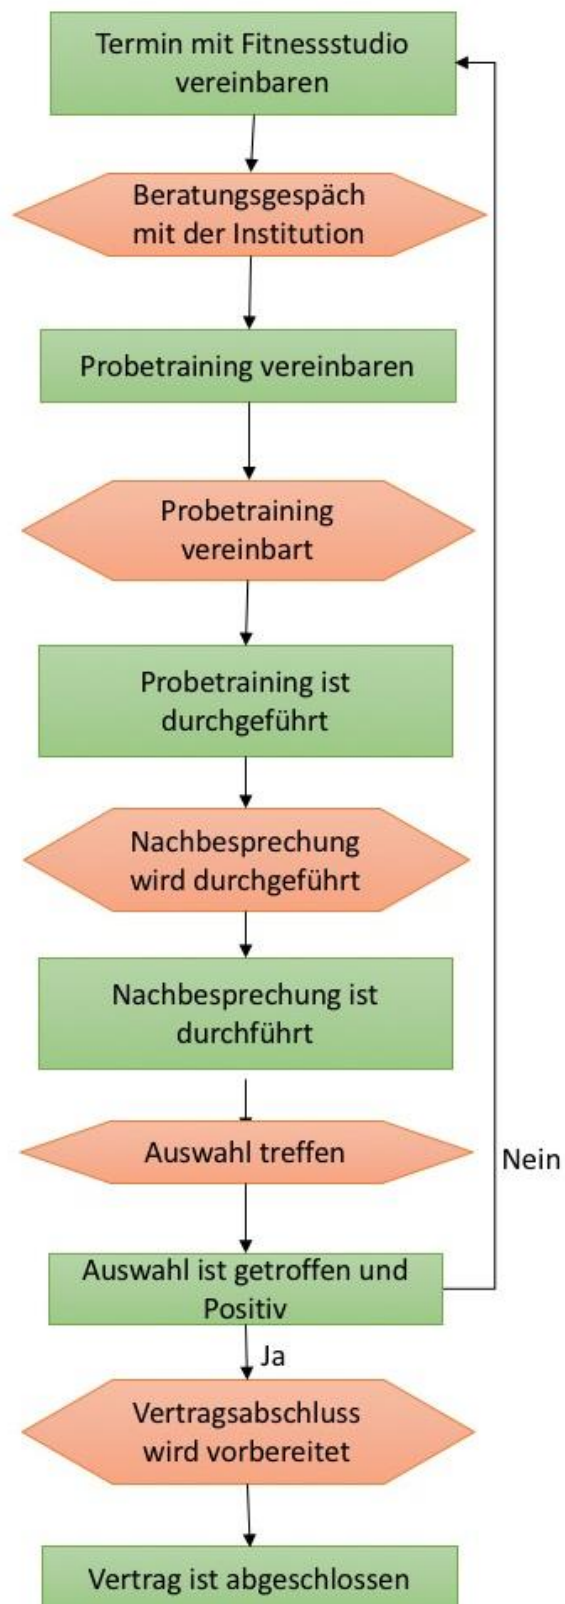 Termin mit Fitnessstudio
vereinbaren
Beratungsgespäch
mit der Institution
Probetraining vereinbaren
Probetraining
vereinbart
Probetraining ist
durchgeführt
Nachbesprechung
wird durchgeführt
Nachbesprechung ist
durchführt
Auswahl treffen
Nein
Auswahl ist getroffen und
Positiv
Ja
Vertragsabschluss
wird vorbereitet
Vertrag ist abgeschlossen